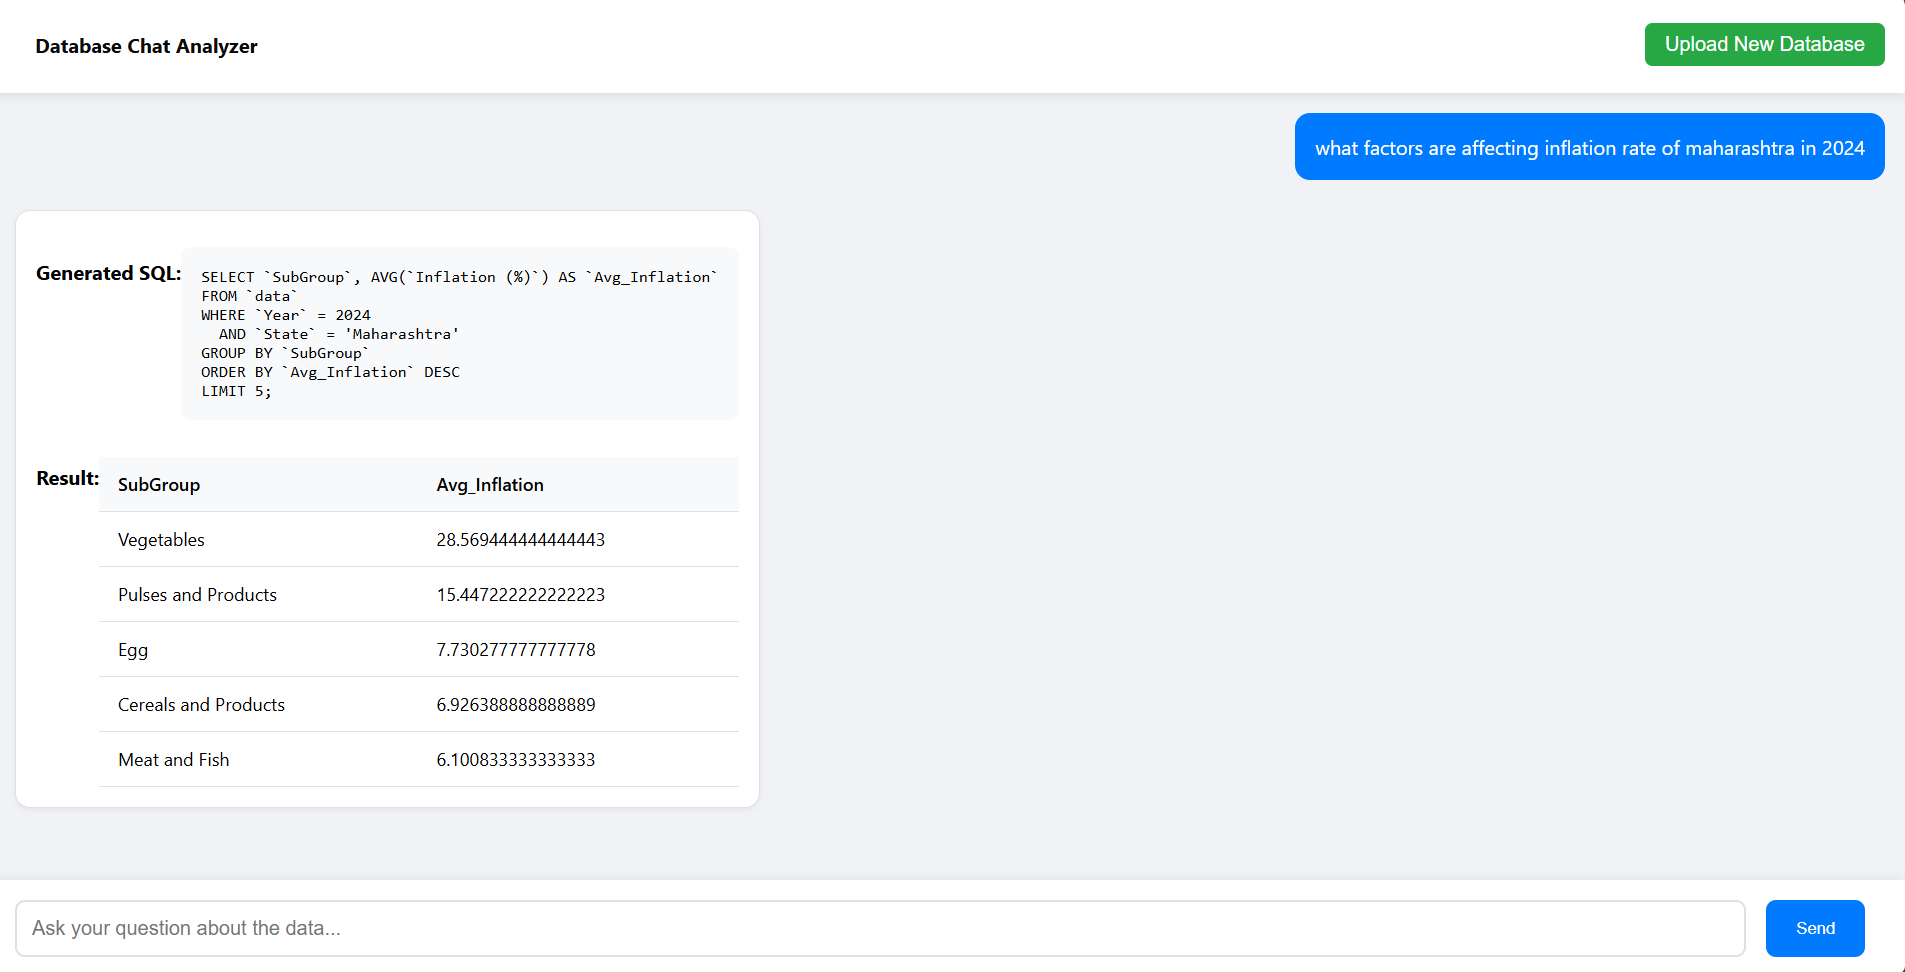 Database Chat Analyzer
Upload New Database
what factors are affecting inflation rate of maharashtra in 2024
Generated SQL:
SELECT `SubGroup`, AVG(`Inflation (%)`) AS `Avg_Inflation`
FROM `data`
WHERE `Year` = 2024
  AND `State` = 'Maharashtra'
GROUP BY `SubGroup`
ORDER BY `Avg_Inflation` DESC
LIMIT 5;
Result:
SubGroup Avg_Inflation
Vegetables 28.569444444444443
Pulses and Products 15.447222222222223
Egg 7.730277777777778
Cereals and Products 6.926388888888889
Meat and Fish 6.100833333333333
Ask your question about the data...
Send